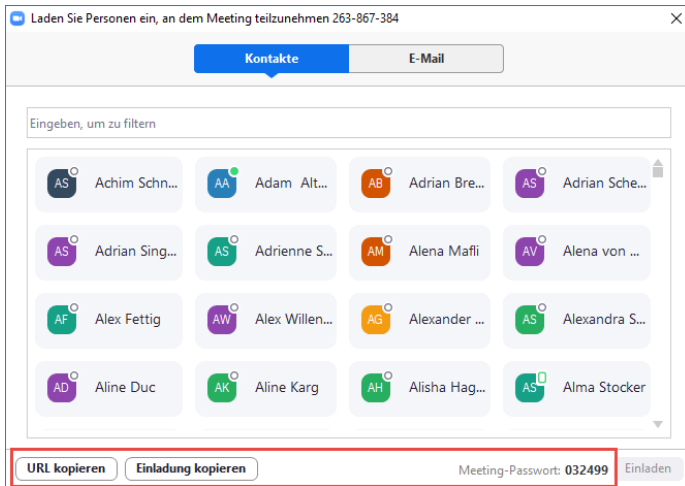 Laden Sie Personen ein, an dem Meeting teilzunehmen 263-867-384
Kontakte E-Mail
Eingeben, um zu filtern
AS Achim Schn... AA Adam Alt... AB Adrian Bre... AS Adrian Sche...
AS Adrian Sing... AS Adrienne S... AM Alena Mafli AV Alena von ...
AF Alex Fettig AW Alex Willen... AG Alexander ... AS Alexandra S...
AD Aline Duc AK Aline Karg AH Alisha Hag... AS Alma Stocker
URL kopieren Einladung kopieren Meeting-Passwort: 032499 Einladen